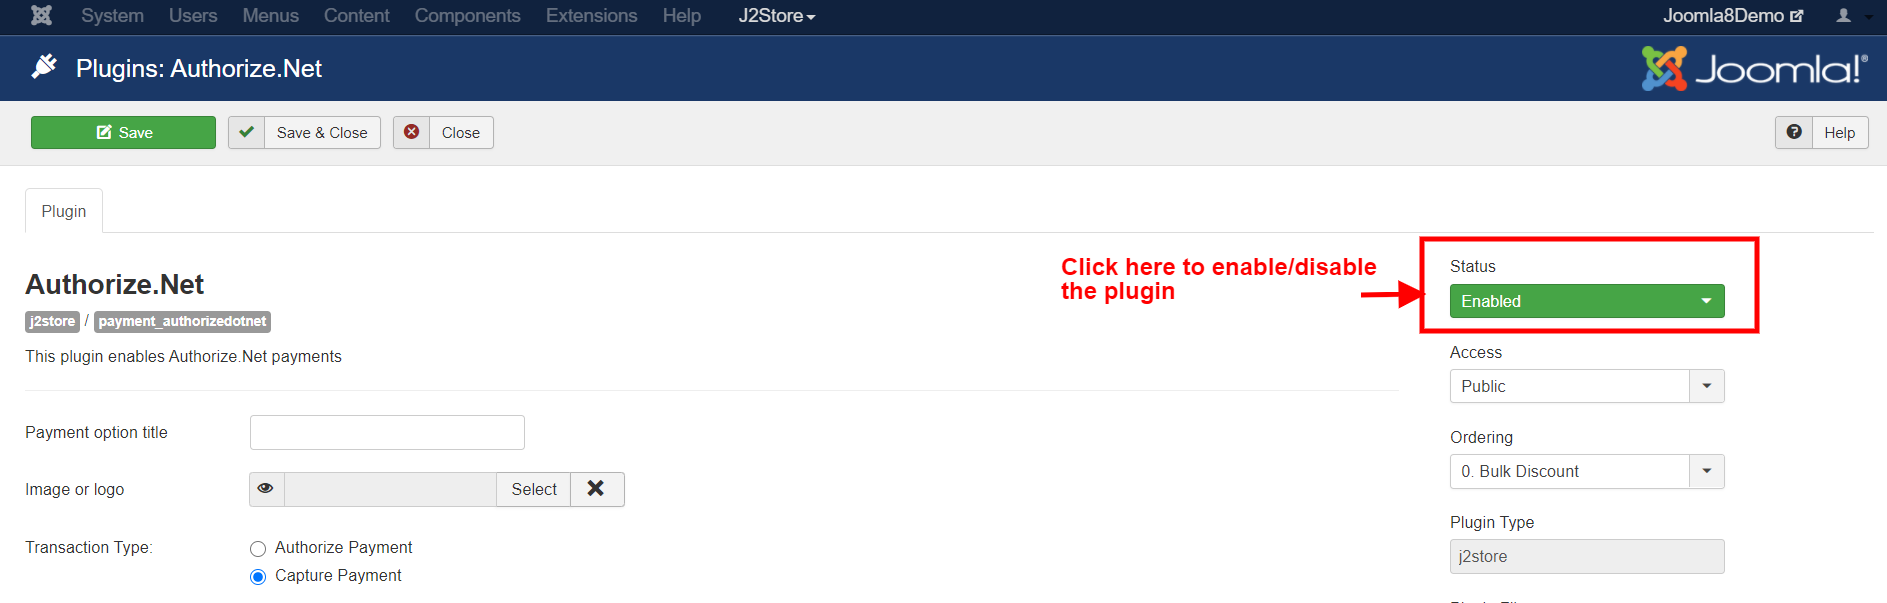 System Users Menus Content Components Extensions Help J2Store Joomla8Demo
Plugins: Authorize.Net
Joomla!®
Save Save & Close Close Help
Plugin
Click here to enable/disable
the plugin
Status
Enabled
Authorize.Net
j2store / payment_authorizedotnet
This plugin enables Authorize.Net payments
Access
Public
Payment option title
Ordering
0. Bulk Discount
Image or logo Select
Plugin Type
j2store
Transaction Type: Authorize Payment
Capture Payment